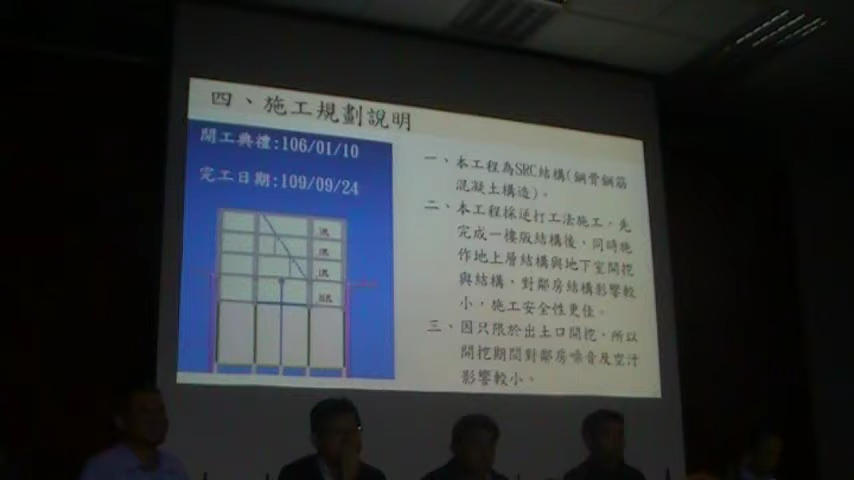 四、施工規劃說明
開工典禮:106/01/10
完工日期:109/09/24
一、本工程為SRC結構(鋼骨鋼筋
混凝土構造)。
二、本工程採逆打工法施工，先
完成一樓版結構後，同時施
作地上層結構與地下室開挖
與結構，對鄰房結構影響較
小，施工安全性更佳。
三、因只限於出土口開挖，所以
開挖期間對鄰房噪音及空汙
影響較小。